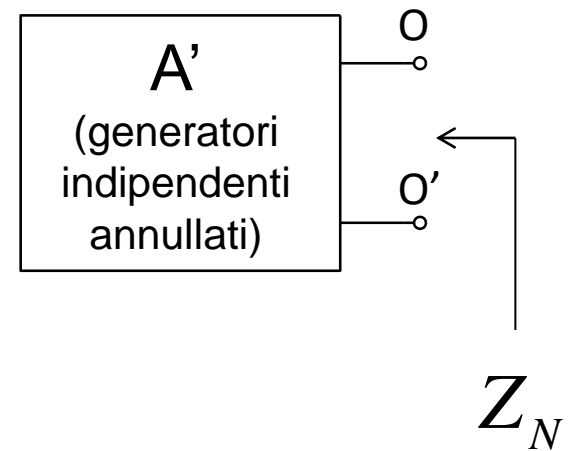 O
A’
(generatori
indipendenti
annullati)
O’
Z_N